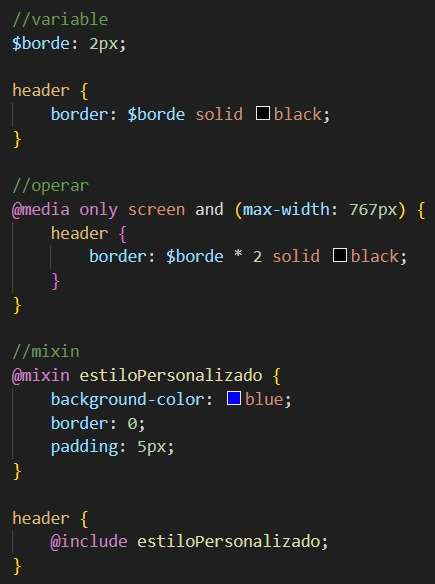 //variable
$borde: 2px;
header {
border: $borde solid black;
}
//operar
@media only screen and (max-width: 767px) {
header {
border: $borde * 2 solid black;
}
}
//mixin
@mixin estiloPersonalizado {
background-color: blue;
border: 0;
padding: 5px;
}
header {
@include estiloPersonalizado;
}